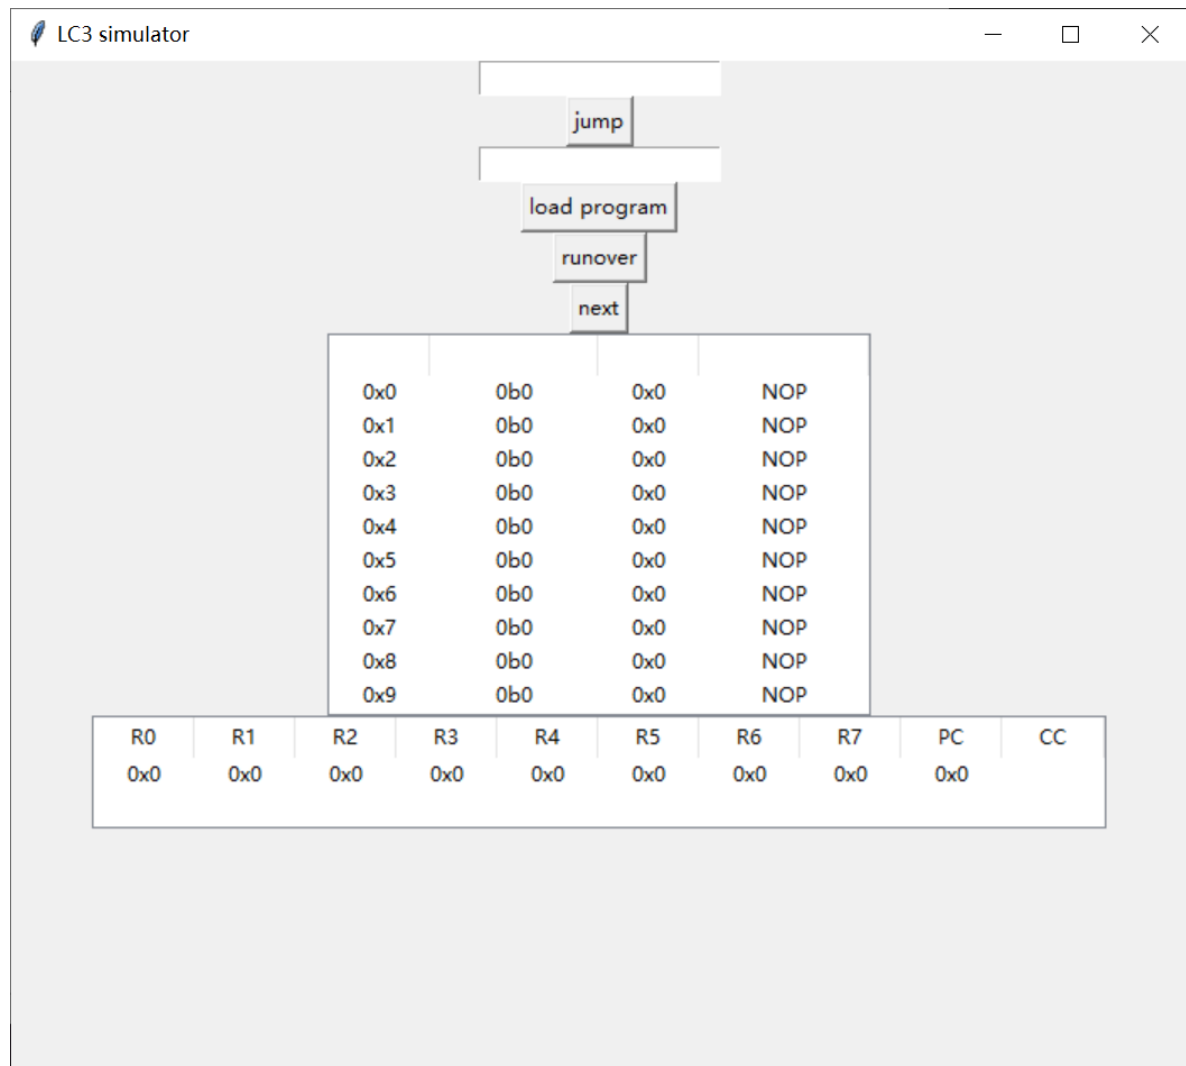 LC3 simulator
jump
load program
runover
next
0x0 0b0 0x0 NOP
0x1 0b0 0x0 NOP
0x2 0b0 0x0 NOP
0x3 0b0 0x0 NOP
0x4 0b0 0x0 NOP
0x5 0b0 0x0 NOP
0x6 0b0 0x0 NOP
0x7 0b0 0x0 NOP
0x8 0b0 0x0 NOP
0x9 0b0 0x0 NOP
R0 R1 R2 R3 R4 R5 R6 R7 PC CC
0x0 0x0 0x0 0x0 0x0 0x0 0x0 0x0 0x0